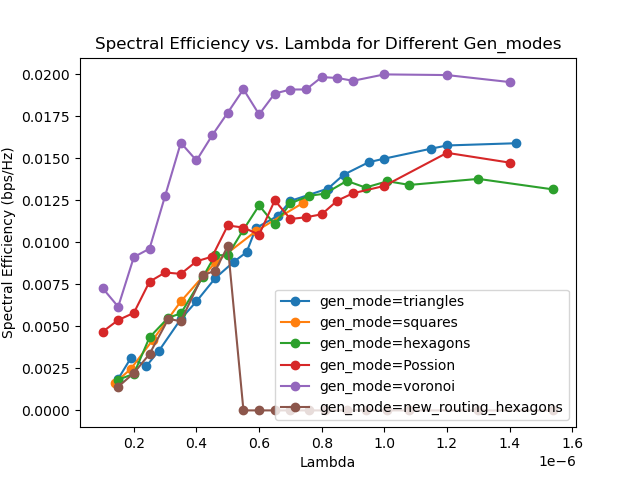 Spectral Efficiency vs. Lambda for Different Gen_modes
Spectral Efficiency (bps/Hz)
0.0200
0.0175
0.0150
0.0125
0.0100
0.0075
0.0050
0.0025
0.0000
gen_mode=triangles
gen_mode=squares
gen_mode=hexagons
gen_mode=Possion
gen_mode=voronoi
gen_mode=new_routing_hexagons
0.2 0.4 0.6 0.8 1.0 1.2 1.4 1.6
Lambda
1e−6